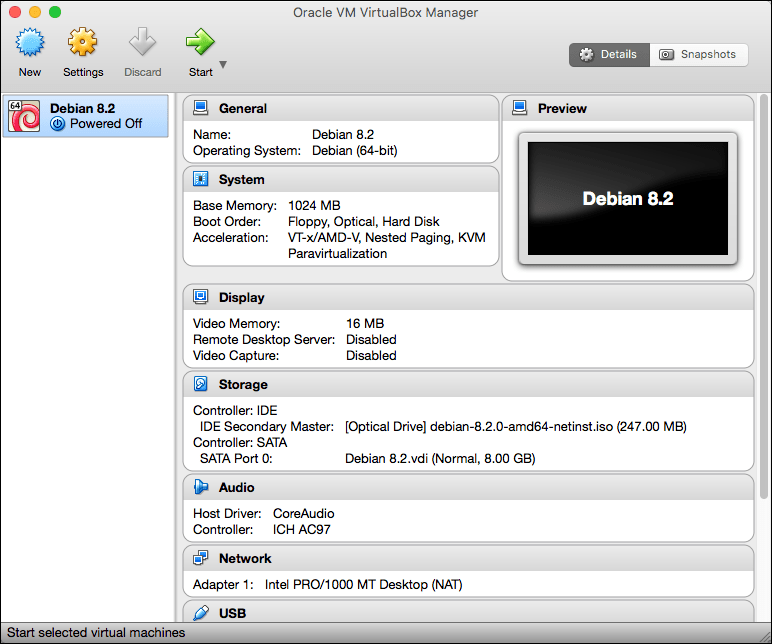 Oracle VM VirtualBox Manager
New
Settings
Discard
Start
Details
Snapshots
64
Debian 8.2
Powered Off
General
Name: Debian 8.2
Operating System: Debian (64-bit)
System
Base Memory: 1024 MB
Boot Order: Floppy, Optical, Hard Disk
Acceleration: VT-x/AMD-V, Nested Paging, KVM
Paravirtualization
Preview
Debian 8.2
Display
Video Memory: 16 MB
Remote Desktop Server: Disabled
Video Capture: Disabled
Storage
Controller: IDE
IDE Secondary Master: [Optical Drive] debian-8.2.0-amd64-netinst.iso (247.00 MB)
Controller: SATA
SATA Port 0: Debian 8.2.vdi (Normal, 8.00 GB)
Audio
Host Driver: CoreAudio
Controller: ICH AC97
Network
Adapter 1: Intel PRO/1000 MT Desktop (NAT)
USB
Start selected virtual machines